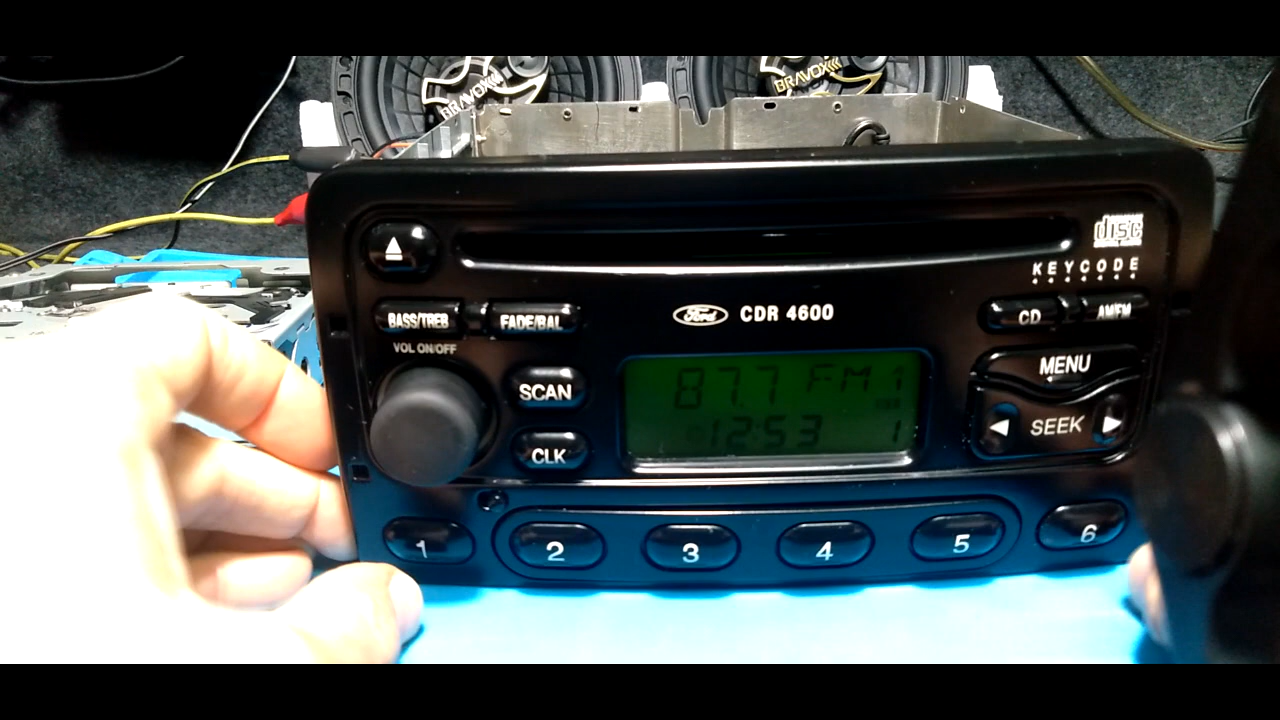 BRAVOX
BRAVOX
disc
KEYCODE
BASS/TREB
FADE/BAL
Ford
CDR 4600
CD
AM/FM
VOL ON/OFF
SCAN
MENU
87.7 FM 1
SEEK
CLK
12:53 1
1
2
3
4
5
6